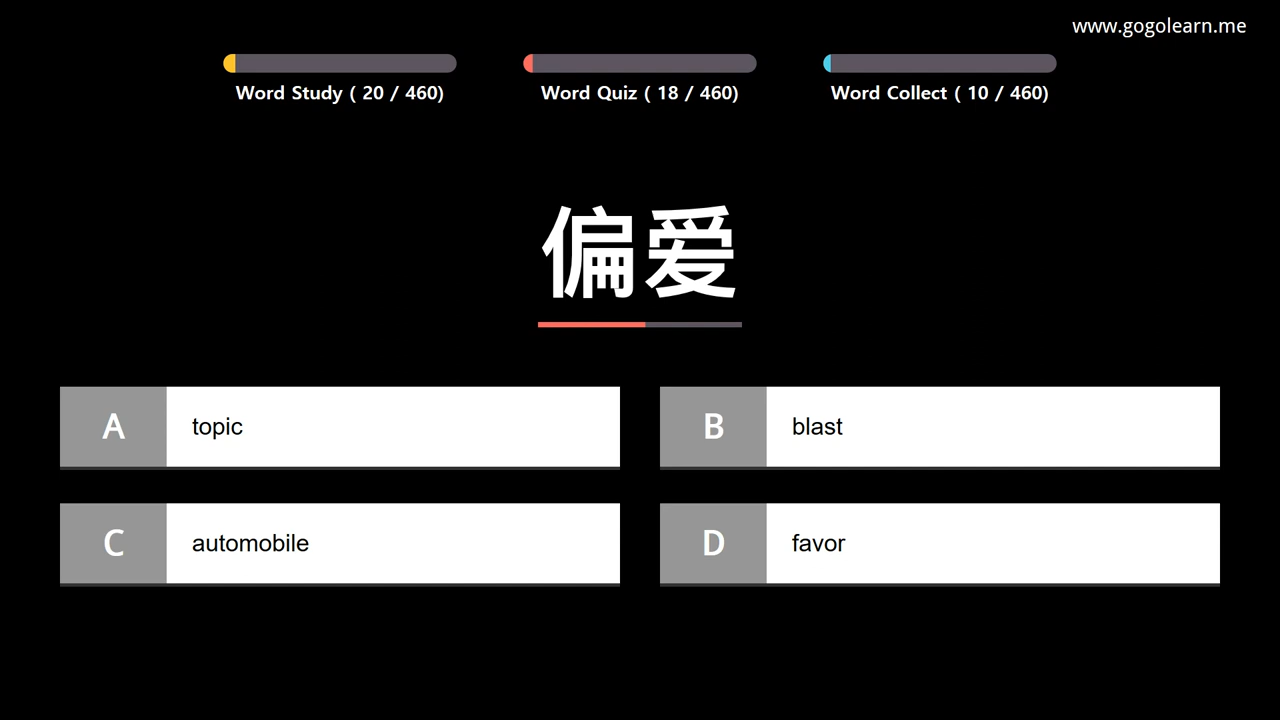 www.gogolearn.me
Word Study ( 20 / 460)
Word Quiz ( 18 / 460)
Word Collect ( 10 / 460)
偏爱
A topic
B blast
C automobile
D favor